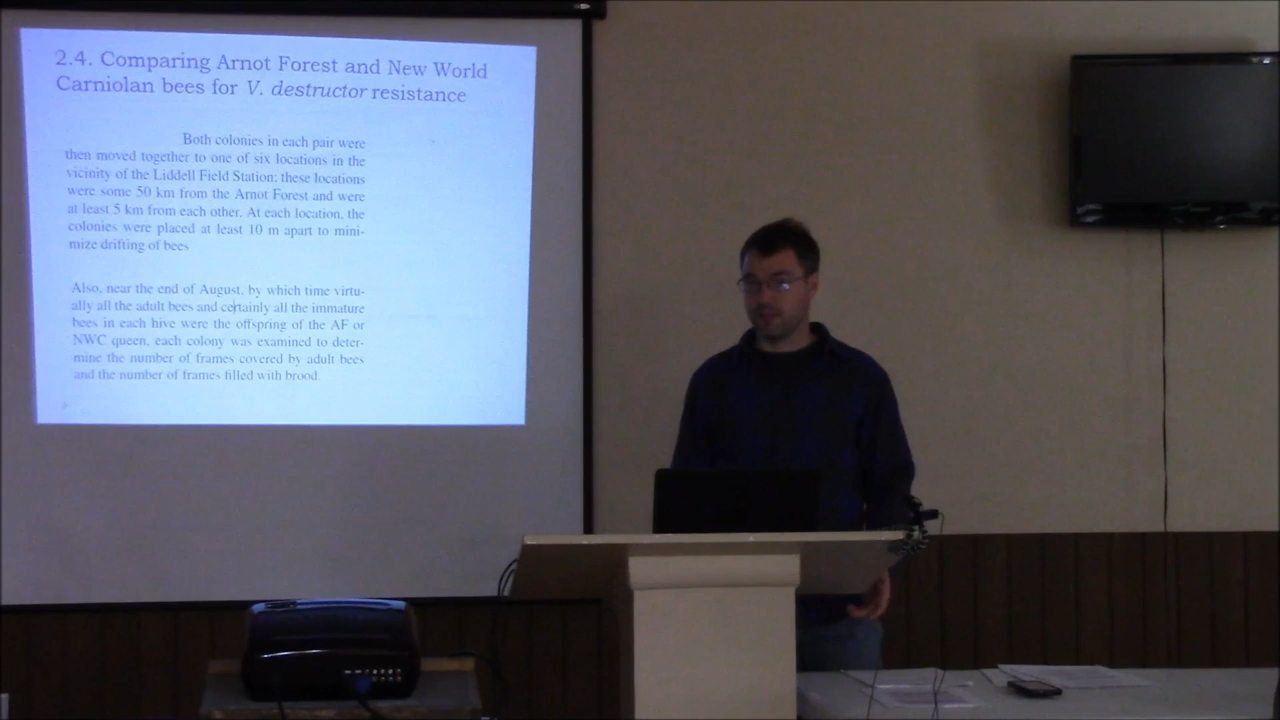 2.4. Comparing Arnot Forest and New World
Carniolan bees for V. destructor resistance
Both colonies in each pair were
then moved together to one of six locations in the
vicinity of the Liddell Field Station; these locations
were some 50 km from the Arnot Forest and were
at least 5 km from each other. At each location, the
colonies were placed at least 10 m apart to mini-
mize drifting of bees
Also, near the end of August, by which time virtu-
ally all the adult bees and certainly all the immature
bees in each hive were the offspring of the AF or
NWC queen, each colony was examined to deter-
mine the number of frames covered by adult bees
and the number of frames filled with brood.